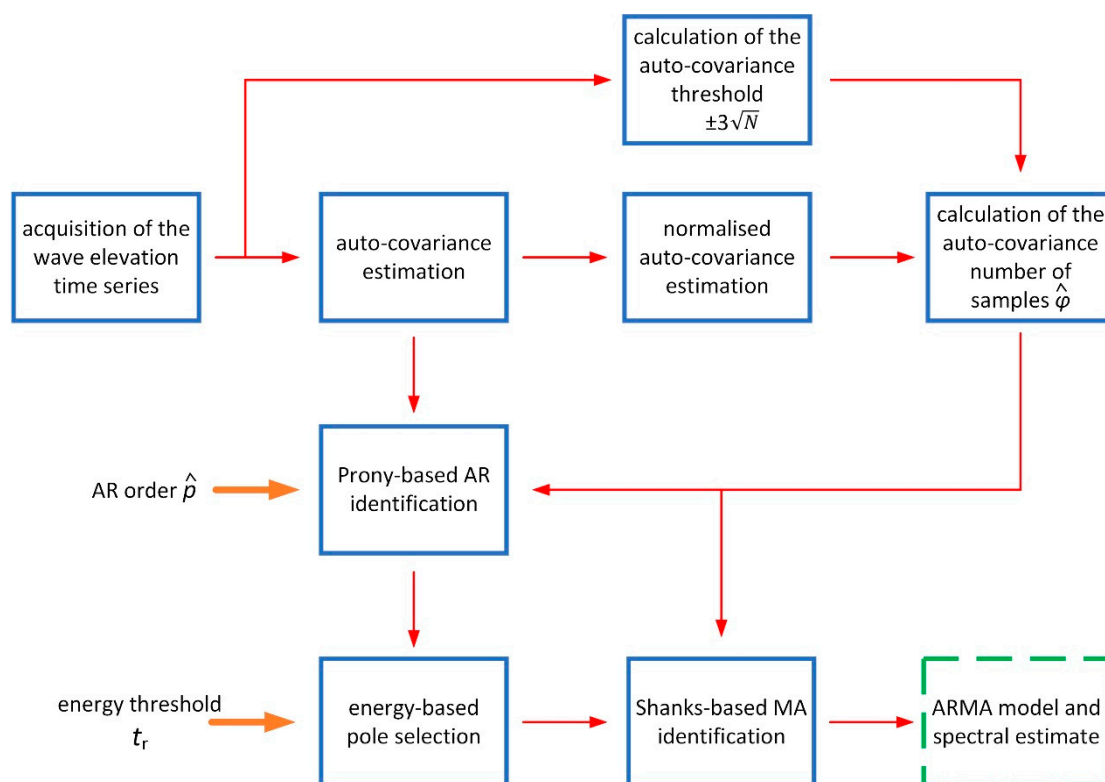 calculation of the
auto-covariance
threshold
±3√N
acquisition of the
wave elevation
time series
auto-covariance
estimation
normalised
auto-covariance
estimation
calculation of the
auto-covariance
number of
samples φ̂
AR order p̂
Prony-based AR
identification
energy threshold
tᵣ
energy-based
pole selection
Shanks-based MA
identification
ARMA model and
spectral estimate